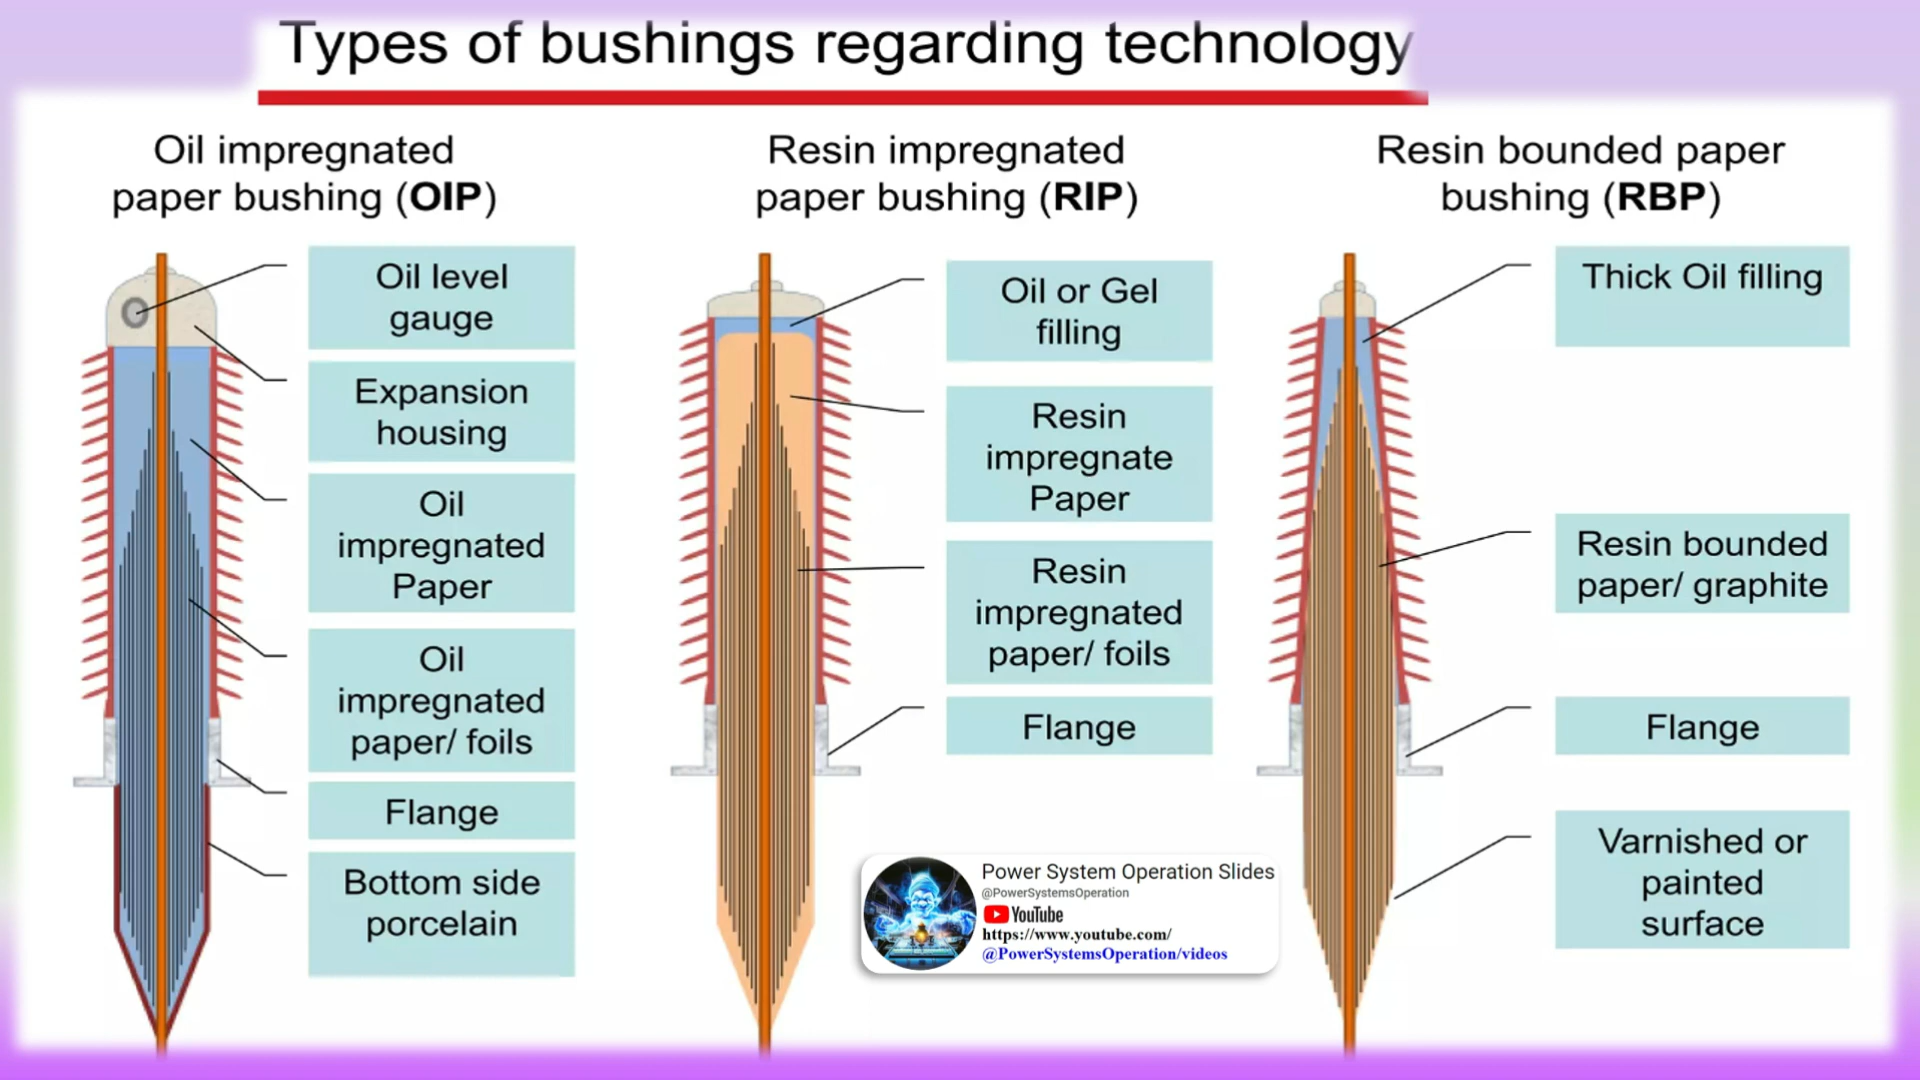 Types of bushings regarding technology
Oil impregnated
paper bushing (OIP)
Oil level
gauge
Expansion
housing
Oil
impregnated
Paper
Oil
impregnated
paper/ foils
Flange
Bottom side
porcelain
Resin impregnated
paper bushing (RIP)
Oil or Gel
filling
Resin
impregnate
Paper
Resin
impregnated
paper/ foils
Flange
Resin bounded paper
bushing (RBP)
Thick Oil filling
Resin bounded
paper/ graphite
Flange
Varnished or
painted
surface
Power System Operation Slides
@PowerSystemsOperation
YouTube
https://www.youtube.com/
@PowerSystemsOperation/videos